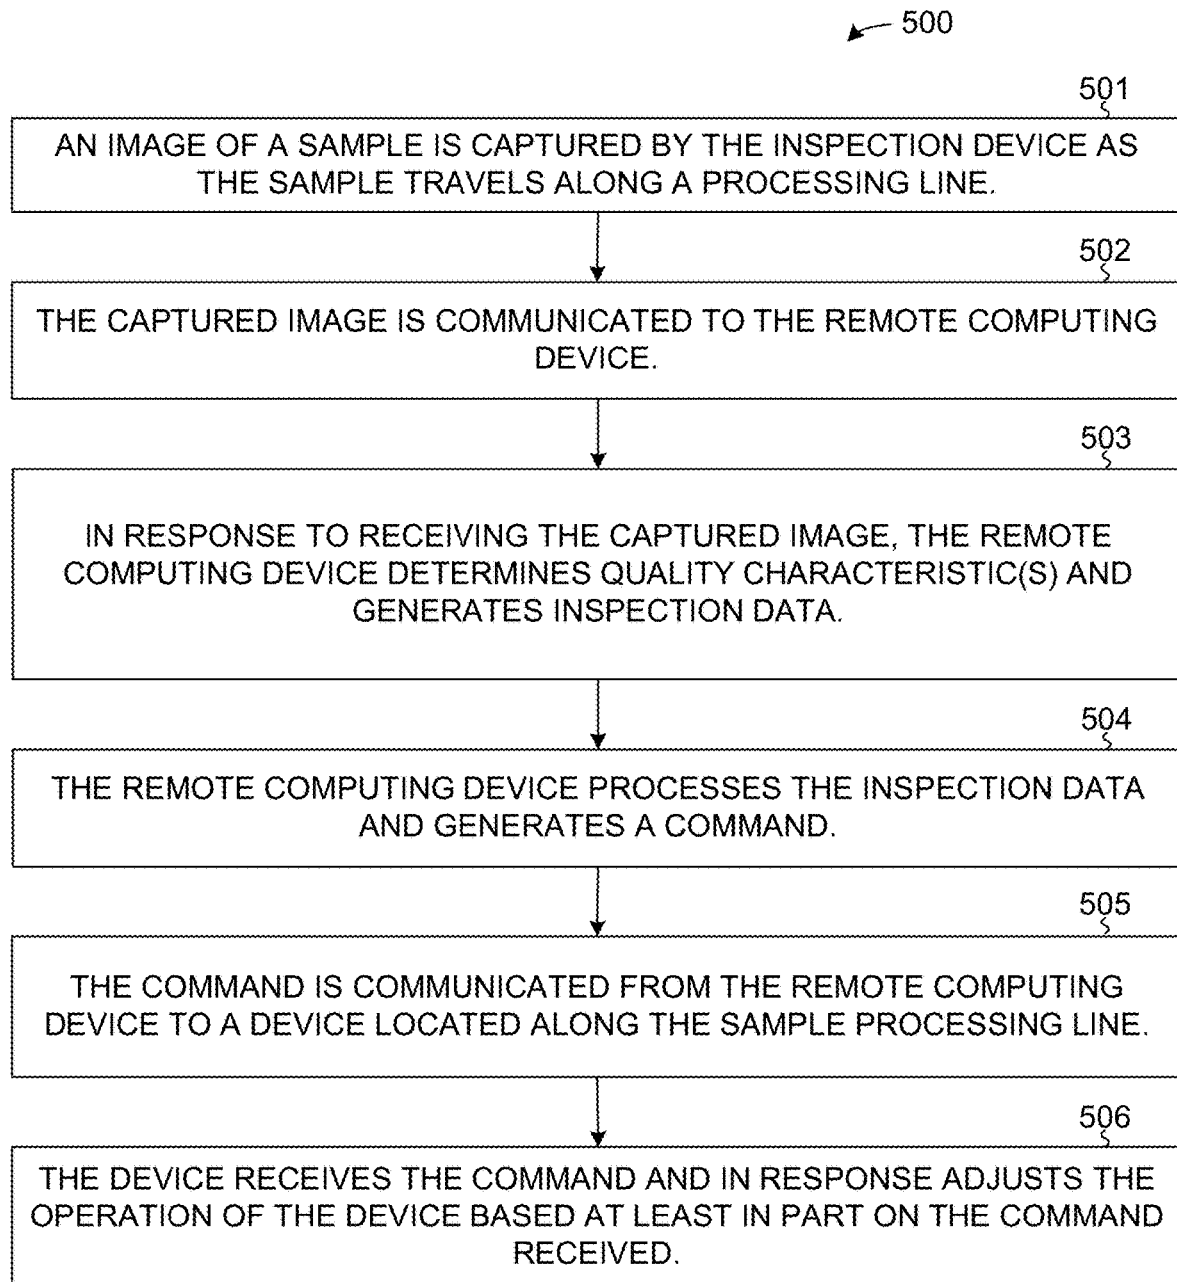 500
501
AN IMAGE OF A SAMPLE IS CAPTURED BY THE INSPECTION DEVICE AS
THE SAMPLE TRAVELS ALONG A PROCESSING LINE.
502
THE CAPTURED IMAGE IS COMMUNICATED TO THE REMOTE COMPUTING
DEVICE.
503
IN RESPONSE TO RECEIVING THE CAPTURED IMAGE, THE REMOTE
COMPUTING DEVICE DETERMINES QUALITY CHARACTERISTIC(S) AND
GENERATES INSPECTION DATA.
504
THE REMOTE COMPUTING DEVICE PROCESSES THE INSPECTION DATA
AND GENERATES A COMMAND.
505
THE COMMAND IS COMMUNICATED FROM THE REMOTE COMPUTING
DEVICE TO A DEVICE LOCATED ALONG THE SAMPLE PROCESSING LINE.
506
THE DEVICE RECEIVES THE COMMAND AND IN RESPONSE ADJUSTS THE
OPERATION OF THE DEVICE BASED AT LEAST IN PART ON THE COMMAND
RECEIVED.